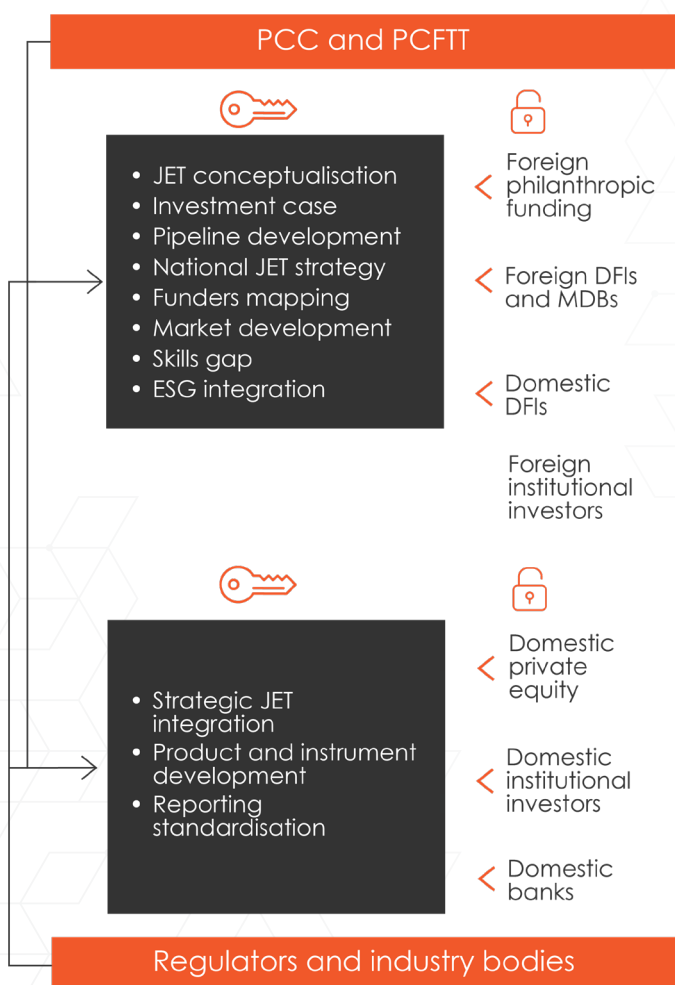 PCC and PCFTT
• JET conceptualisation
• Investment case
• Pipeline development
• National JET strategy
• Funders mapping
• Market development
• Skills gap
• ESG integration
Foreign
philanthropic
funding
Foreign DFIs
and MDBs
Domestic
DFIs
Foreign
institutional
investors
• Strategic JET
integration
• Product and instrument
development
• Reporting
standardisation
Domestic
private
equity
Domestic
institutional
investors
Domestic
banks
Regulators and industry bodies